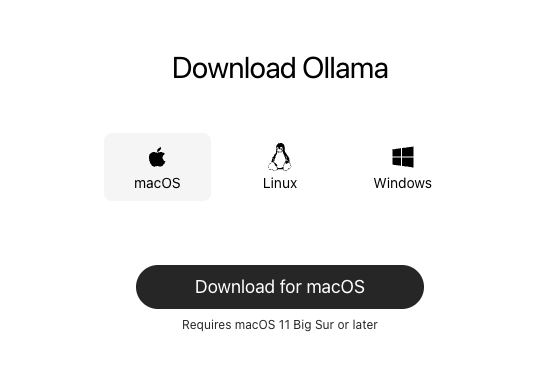 Download Ollama
macOS
Linux
Windows
Download for macOS
Requires macOS 11 Big Sur or later